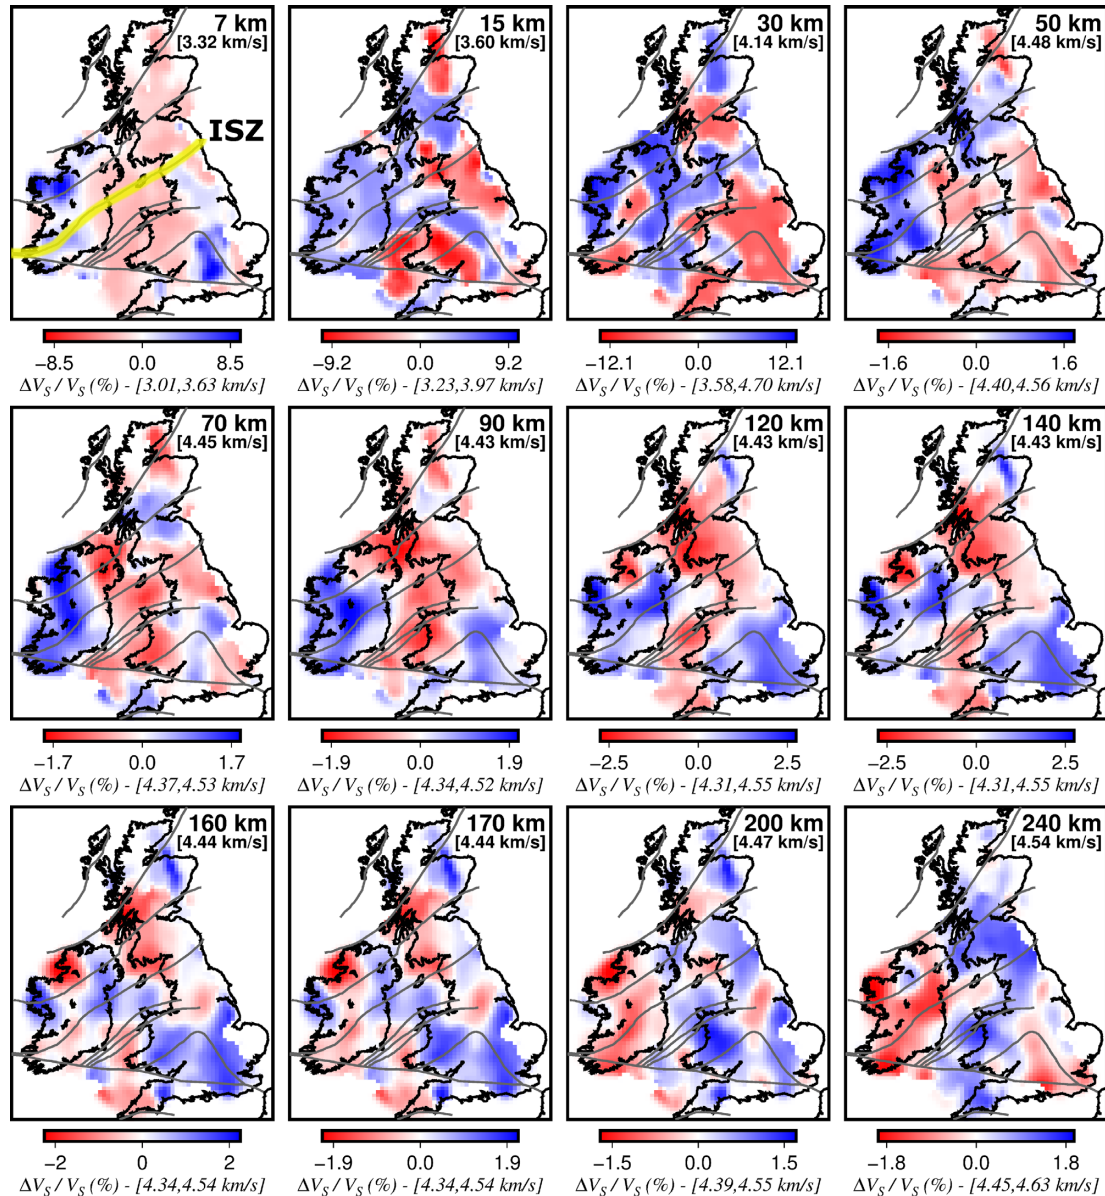 7 km
[3.32 km/s]
ISZ
−8.5 0.0 8.5
ΔV_S / V_S (%) - [3.01,3.63 km/s]
15 km
[3.60 km/s]
−9.2 0.0 9.2
ΔV_S / V_S (%) - [3.23,3.97 km/s]
30 km
[4.14 km/s]
−12.1 0.0 12.1
ΔV_S / V_S (%) - [3.58,4.70 km/s]
50 km
[4.48 km/s]
−1.6 0.0 1.6
ΔV_S / V_S (%) - [4.40,4.56 km/s]
70 km
[4.45 km/s]
−1.7 0.0 1.7
ΔV_S / V_S (%) - [4.37,4.53 km/s]
90 km
[4.43 km/s]
−1.9 0.0 1.9
ΔV_S / V_S (%) - [4.34,4.52 km/s]
120 km
[4.43 km/s]
−2.5 0.0 2.5
ΔV_S / V_S (%) - [4.31,4.55 km/s]
140 km
[4.43 km/s]
−2.5 0.0 2.5
ΔV_S / V_S (%) - [4.31,4.55 km/s]
160 km
[4.44 km/s]
−2 0 2
ΔV_S / V_S (%) - [4.34,4.54 km/s]
170 km
[4.44 km/s]
−1.9 0.0 1.9
ΔV_S / V_S (%) - [4.34,4.54 km/s]
200 km
[4.47 km/s]
−1.5 0.0 1.5
ΔV_S / V_S (%) - [4.39,4.55 km/s]
240 km
[4.54 km/s]
−1.8 0.0 1.8
ΔV_S / V_S (%) - [4.45,4.63 km/s]